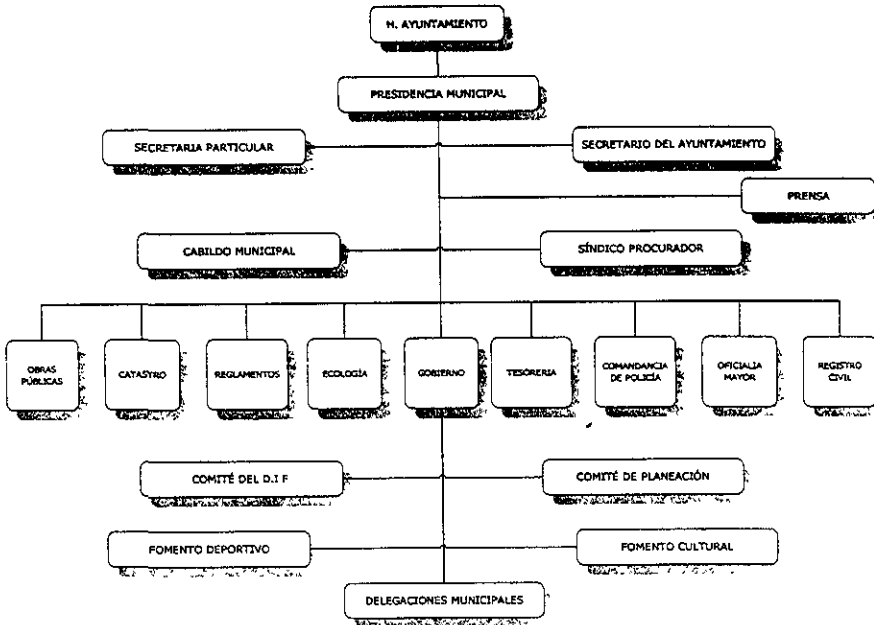 H. AYUNTAMIENTO
PRESIDENCIA MUNICIPAL
SECRETARIA PARTICULAR
SECRETARIO DEL AYUNTAMIENTO
PRENSA
CABILDO MUNICIPAL
SÍNDICO PROCURADOR
OBRAS
PÚBLICAS
CATASTRO
REGLAMENTOS
ECOLOGÍA
GOBIERNO
TESORERIA
COMANDANCIA
DE POLICÍA
OFICIALIA
MAYOR
REGISTRO
CIVIL
COMITÉ DEL D.I F
COMITÉ DE PLANEACIÓN
FOMENTO DEPORTIVO
FOMENTO CULTURAL
DELEGACIONES MUNICIPALES